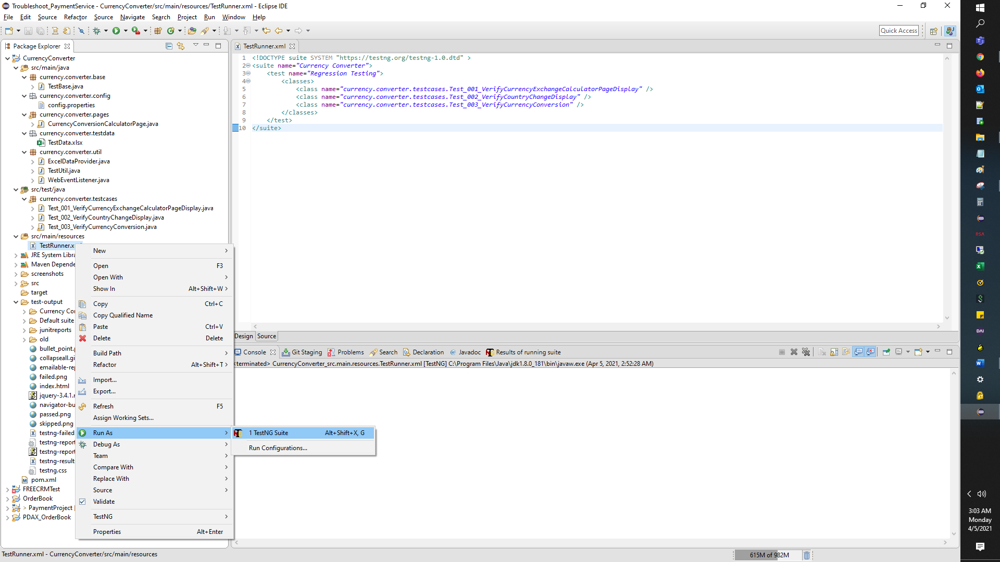 Troubleshoot_PaymentService - CurrencyConverter/src/main/resources/TestRunner.xml - Eclipse IDE
File Edit Source Refactor Source Navigate Search Project Run Window Help
Quick Access
Package Explorer
CurrencyConverter
src/main/java
currency.converter.base
TestBase.java
currency.converter.config
config.properties
currency.converter.pages
CurrencyConversionCalculatorPage.java
currency.converter.testdata
TestData.xlsx
currency.converter.util
ExcelDataProvider.java
TestUtil.java
WebEventListener.java
src/test/java
currency.converter.testcases
Test_001_VerifyCurrencyExchangeCalculatorPageDisplay.java
Test_002_VerifyCountryChangeDisplay.java
Test_003_VerifyCurrencyConversion.java
src/main/resources
TestRunner.x
JRE System Libra
Maven Depende
screenshots
src
target
test-output
Currency Co
Default suite
junitreports
old
bullet_point.p
collapseall.gi
emailable-rep
failed.png
index.html
jquery-3.4.1.
navigator-bu
passed.png
skipped.png
testng-failed
testng-report
testng-report
testng-result
testng.css
pom.xml
FREECRMTest
OrderBook
> PaymentProject [
PDAX_OrderBook
New
Open F3
Open With
Show In Alt+Shift+W
Copy Ctrl+C
Copy Qualified Name
Paste Ctrl+V
Delete Delete
Build Path
Refactor Alt+Shift+T
Import...
Export...
Refresh F5
Assign Working Sets...
Run As
Debug As
Team
Compare With
Replace With
Source
Validate
TestNG
Properties Alt+Enter
1 TestNG Suite Alt+Shift+X, G
Run Configurations...
TestRunner.xml
1 <!DOCTYPE suite SYSTEM "https://testng.org/testng-1.0.dtd" >
2 <suite name="Currency Converter">
3 <test name="Regression Testing">
4 <classes>
5 <class name="currency.converter.testcases.Test_001_VerifyCurrencyExchangeCalculatorPageDisplay" />
6 <class name="currency.converter.testcases.Test_002_VerifyCountryChangeDisplay" />
7 <class name="currency.converter.testcases.Test_003_VerifyCurrencyConversion" />
8 </classes>
9 </test>
10 </suite>
Design Source
Console Git Staging Problems Search Declaration @ Javadoc Results of running suite
<terminated> CurrencyConverter_src.main.resources.TestRunner.xml [TestNG] C:\Program Files\Java\jdk1.8.0_181\bin\javaw.exe (Apr 5, 2021, 2:52:28 AM)
TestRunner.xml - CurrencyConverter/src/main/resources
615M of 982M
RSA
DAI
3:03 AM
Monday
4/5/2021